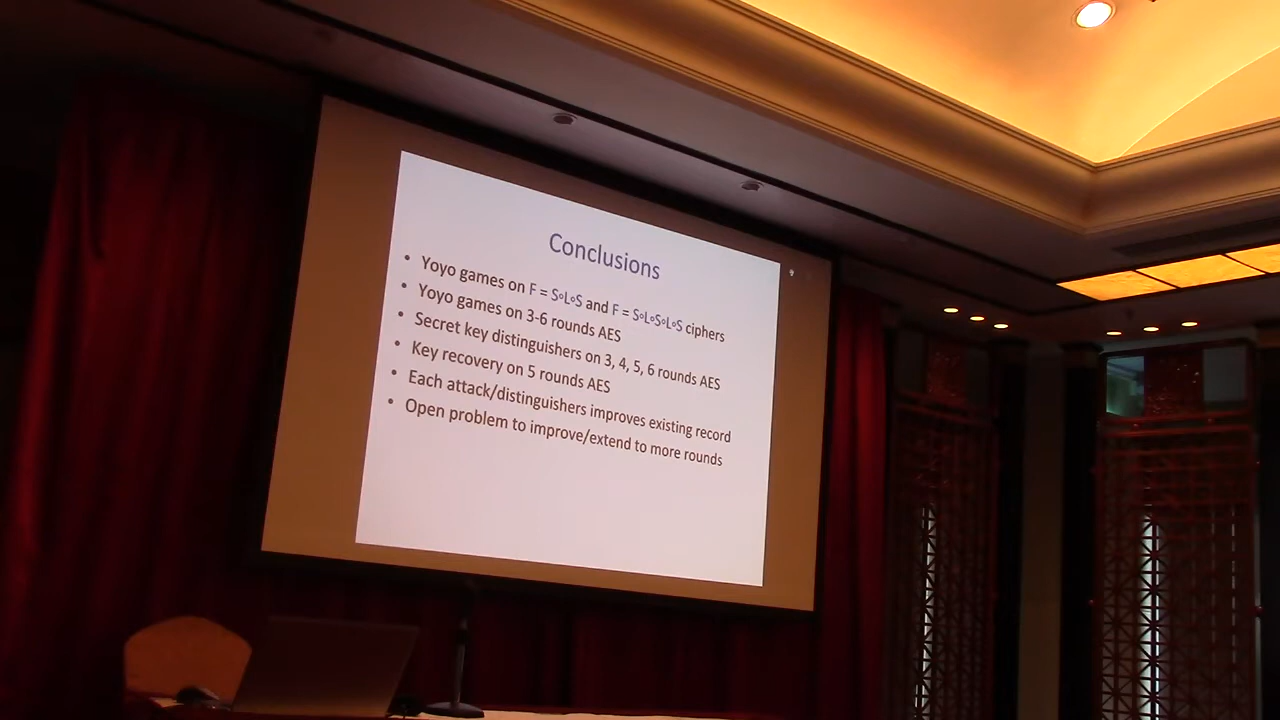 Conclusions
• Yoyo games on F = S∘L∘S and F = S∘L∘S∘L∘S ciphers
• Yoyo games on 3-6 rounds AES
• Secret key distinguishers on 3, 4, 5, 6 rounds AES
• Key recovery on 5 rounds AES
• Each attack/distinguishers improves existing record
• Open problem to improve/extend to more rounds